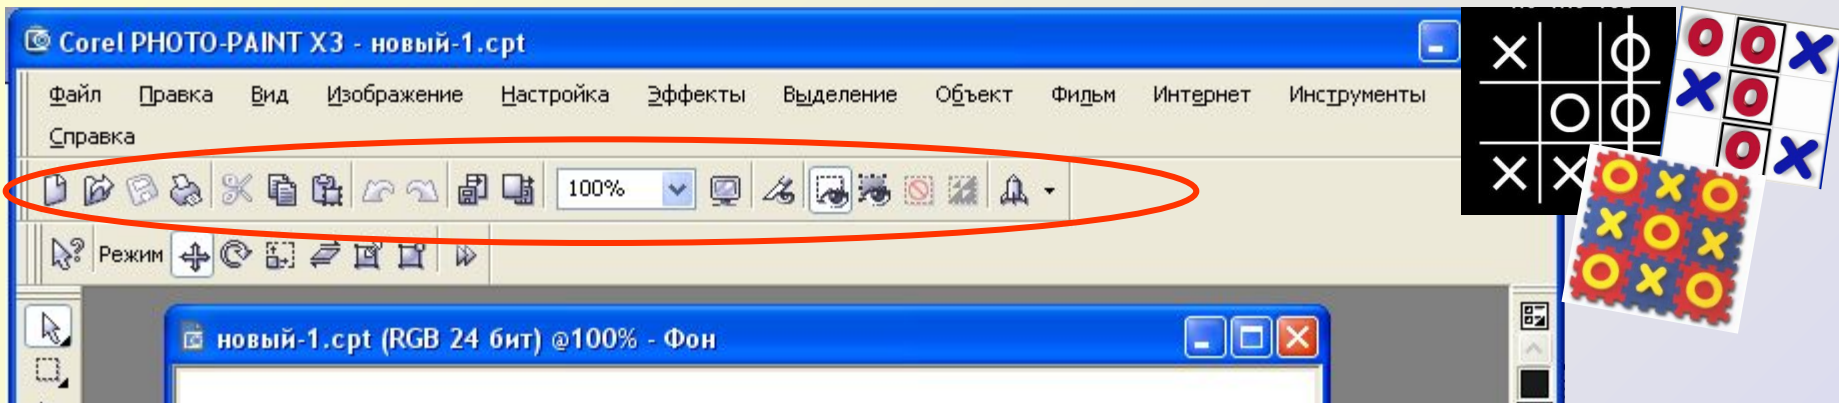 Corel PHOTO-PAINT X3 - новый-1.cpt
Файл Правка Вид Изображение Настройка Эффекты Выделение Объект Фильм Интернет Инструменты
Справка
100%
Режим
новый-1.cpt (RGB 24 бит) @100% - Фон